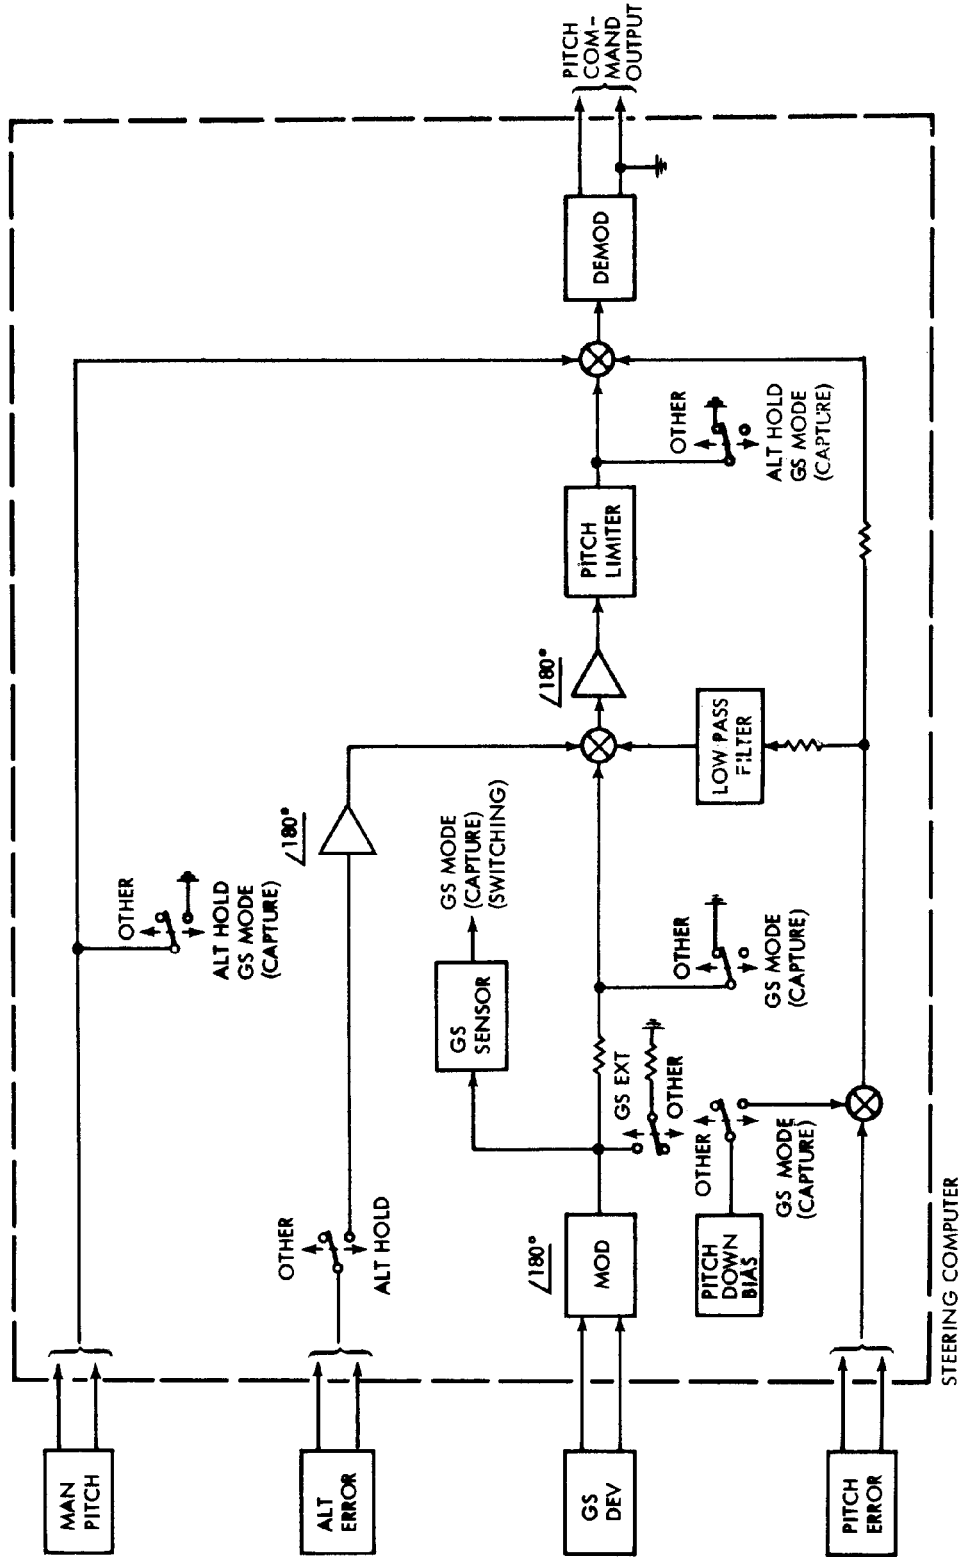 MAN
PITCH
ALT
ERROR
GS
DEV
PITCH
ERROR
OTHER
ALT HOLD
GS MODE
(CAPTURE)
OTHER
ALT HOLD
∠180°
∠180°
MOD
GS
SENSOR
GS MODE
(CAPTURE)
(SWITCHING)
GS EXT
OTHER
OTHER
GS MODE
(CAPTURE)
PITCH
DOWN
BIAS
OTHER
GS MODE
(CAPTURE)
LOW PASS
FILTER
∠180°
PITCH
LIMITER
OTHER
ALT HOLD
GS MODE
(CAPTURE)
DEMOD
PITCH
COM-
MAND
OUTPUT
STEERING COMPUTER